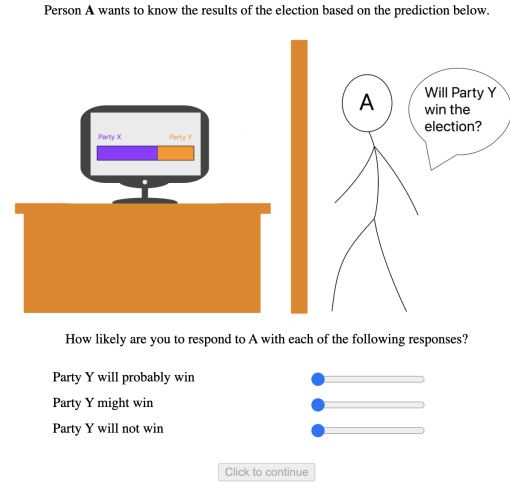 Person A wants to know the results of the election based on the prediction below.
Party X Party Y
A
Will Party Y
win the
election?
How likely are you to respond to A with each of the following responses?
Party Y will probably win
Party Y might win
Party Y will not win
Click to continue